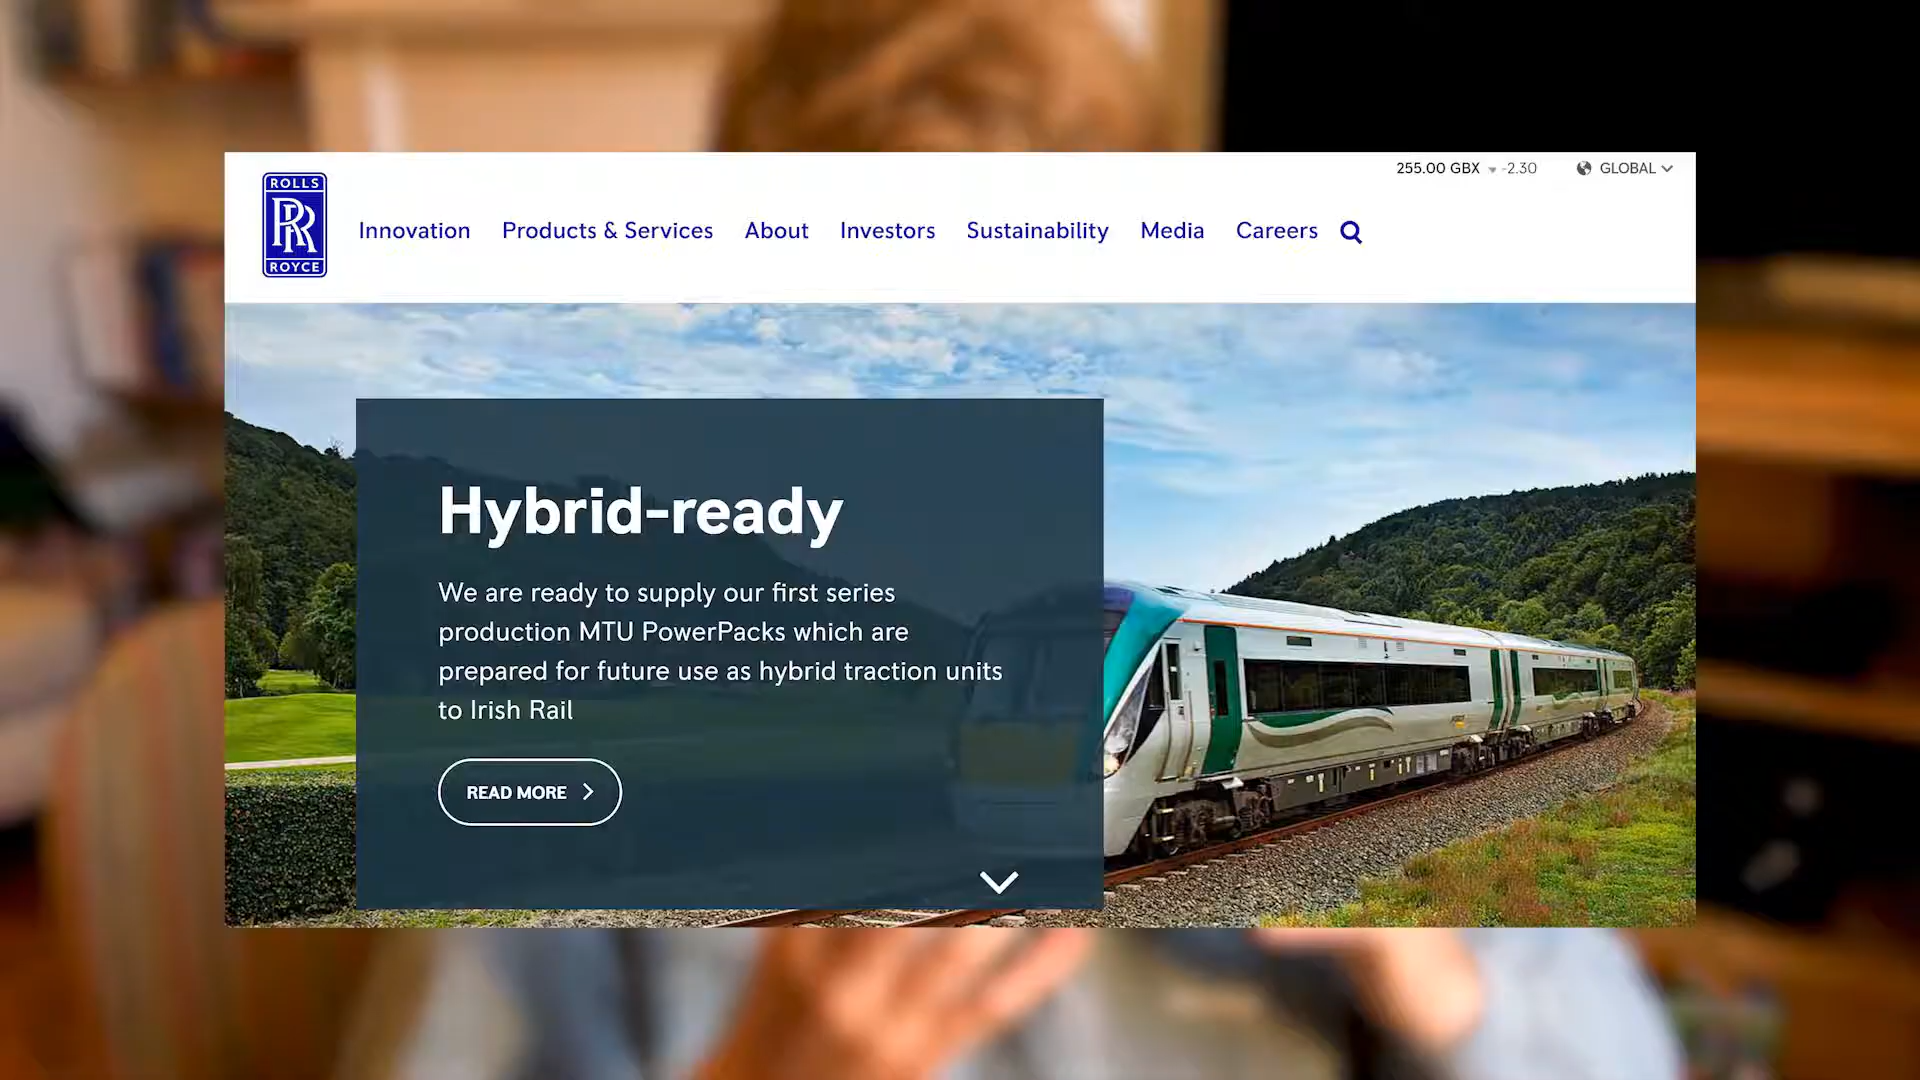 255.00 GBX -2.30 GLOBAL
ROLLS
RR
ROYCE
Innovation Products & Services About Investors Sustainability Media Careers
Hybrid-ready
We are ready to supply our first series
production MTU PowerPacks which are
prepared for future use as hybrid traction units
to Irish Rail
READ MORE